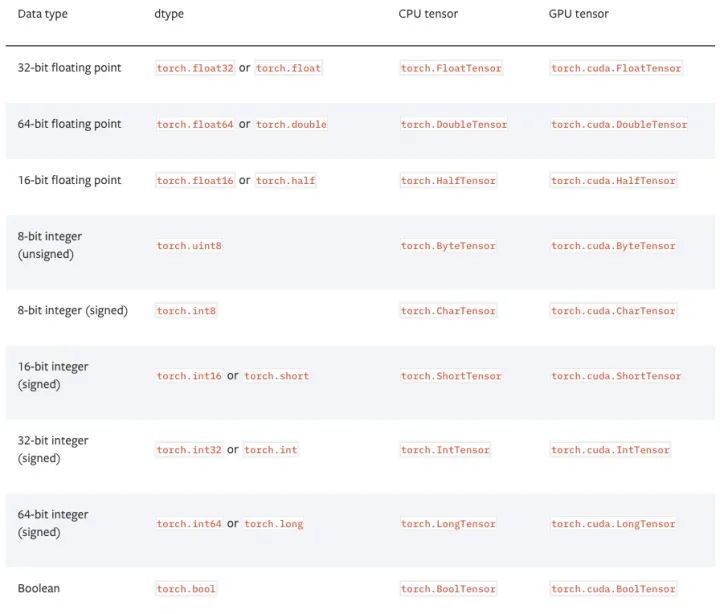 Data type dtype CPU tensor GPU tensor
32-bit floating point torch.float32 or torch.float torch.FloatTensor torch.cuda.FloatTensor
64-bit floating point torch.float64 or torch.double torch.DoubleTensor torch.cuda.DoubleTensor
16-bit floating point torch.float16 or torch.half torch.HalfTensor torch.cuda.HalfTensor
8-bit integer
(unsigned)
torch.uint8 torch.ByteTensor torch.cuda.ByteTensor
8-bit integer (signed) torch.int8 torch.CharTensor torch.cuda.CharTensor
16-bit integer
(signed)
torch.int16 or torch.short torch.ShortTensor torch.cuda.ShortTensor
32-bit integer
(signed)
torch.int32 or torch.int torch.IntTensor torch.cuda.IntTensor
64-bit integer
(signed)
torch.int64 or torch.long torch.LongTensor torch.cuda.LongTensor
Boolean torch.bool torch.BoolTensor torch.cuda.BoolTensor